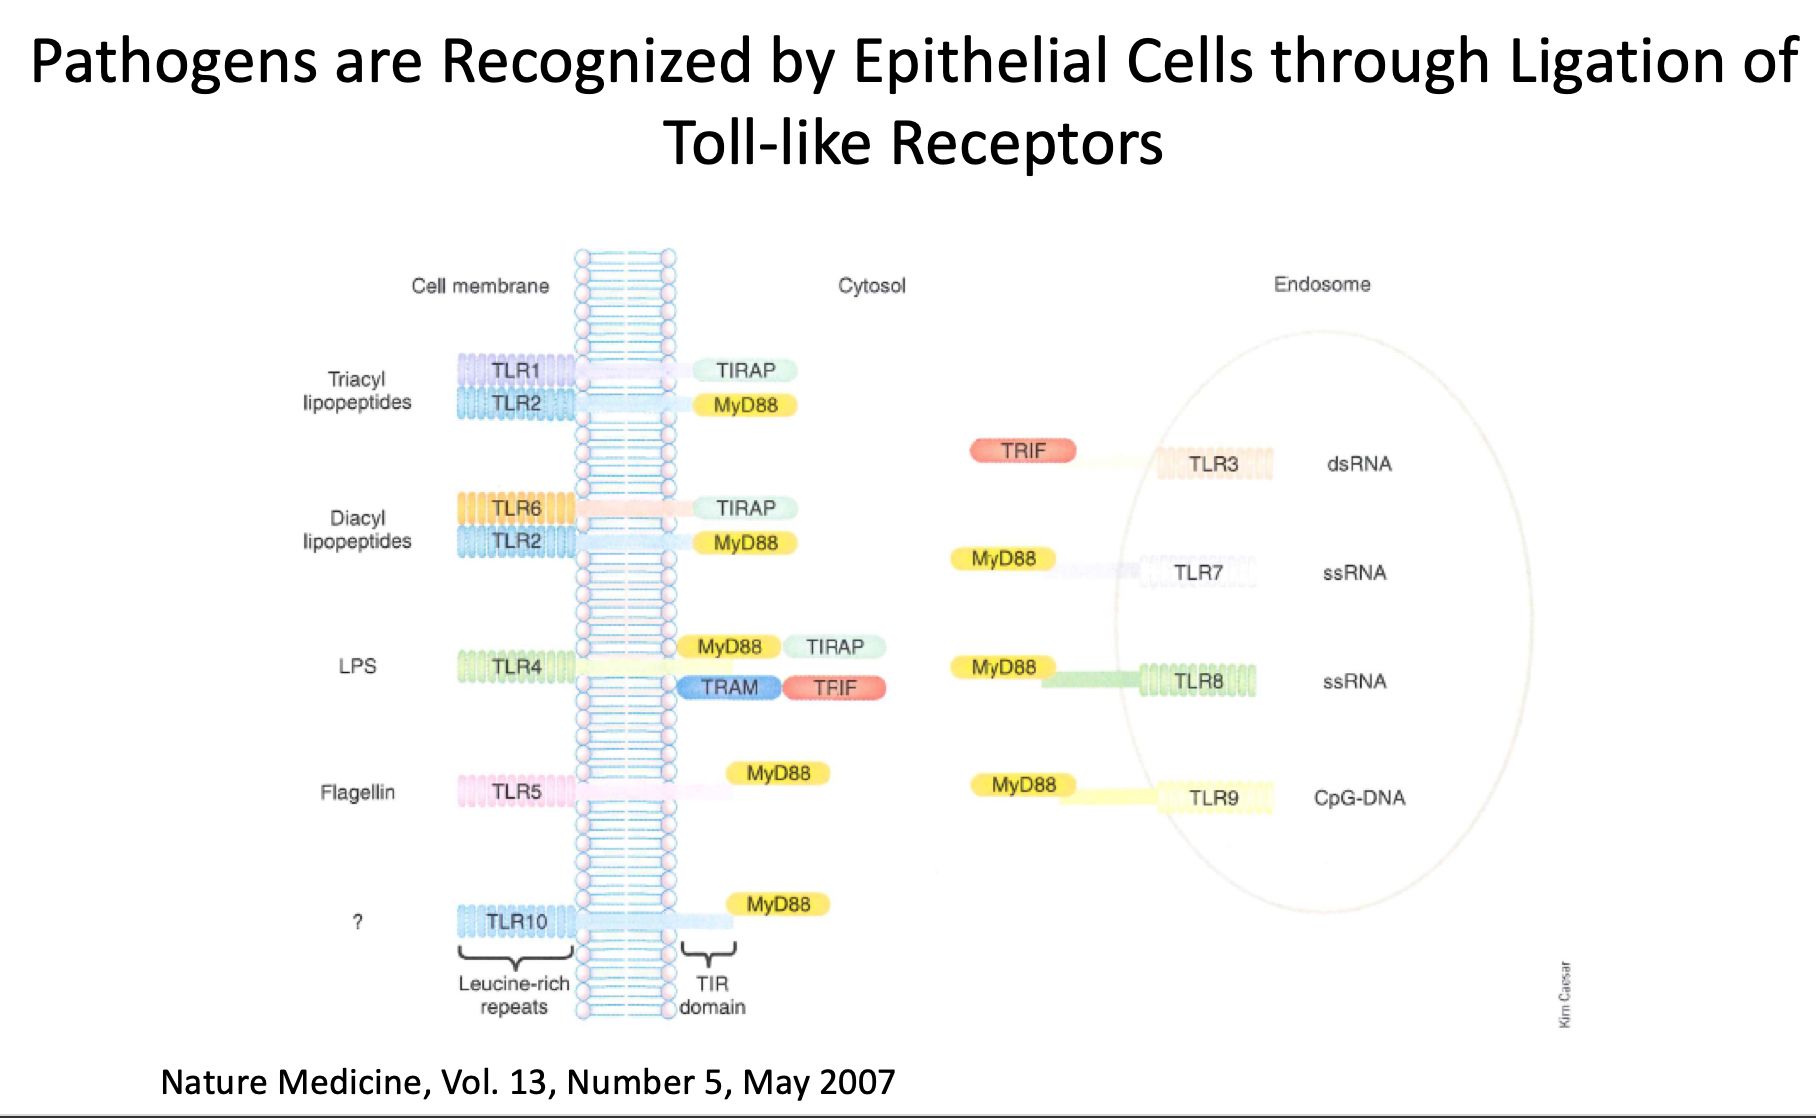 Pathogens are Recognized by Epithelial Cells through Ligation of
Toll-like Receptors
Cell membrane
Cytosol
Endosome
Triacyl
lipopeptides
TLR1
TIRAP
TLR2
MyD88
Diacyl
lipopeptides
TLR6
TIRAP
TLR2
MyD88
LPS
TLR4
MyD88
TIRAP
TRAM
TRIF
Flagellin
TLR5
MyD88
?
TLR10
MyD88
Leucine-rich
repeats
TIR
domain
TRIF
TLR3
dsRNA
MyD88
TLR7
ssRNA
MyD88
TLR8
ssRNA
MyD88
TLR9
CpG-DNA
Kim Caesar
Nature Medicine, Vol. 13, Number 5, May 2007